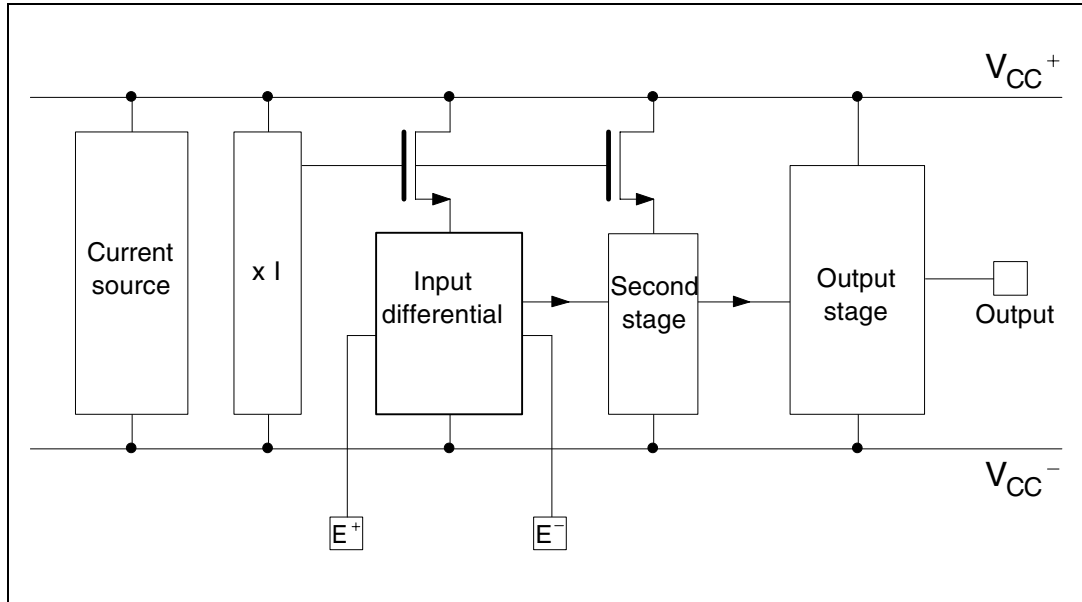 V_CC^+
Current
source
x I
Input
differential
Second
stage
Output
stage
Output
V_CC^-
E^+
E^-